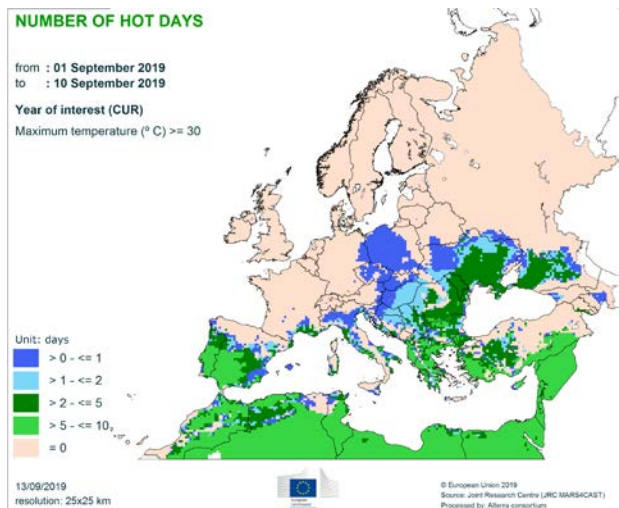 NUMBER OF HOT DAYS
from : 01 September 2019
to : 10 September 2019
Year of interest (CUR)
Maximum temperature (º C) >= 30
Unit: days
> 0 - <= 1
> 1 - <= 2
> 2 - <= 5
> 5 - <= 10
= 0
13/09/2019
resolution: 25x25 km
© European Union 2019
Source: Joint Research Centre (JRC MARS4CAST)
Processed by: Alterra consortium